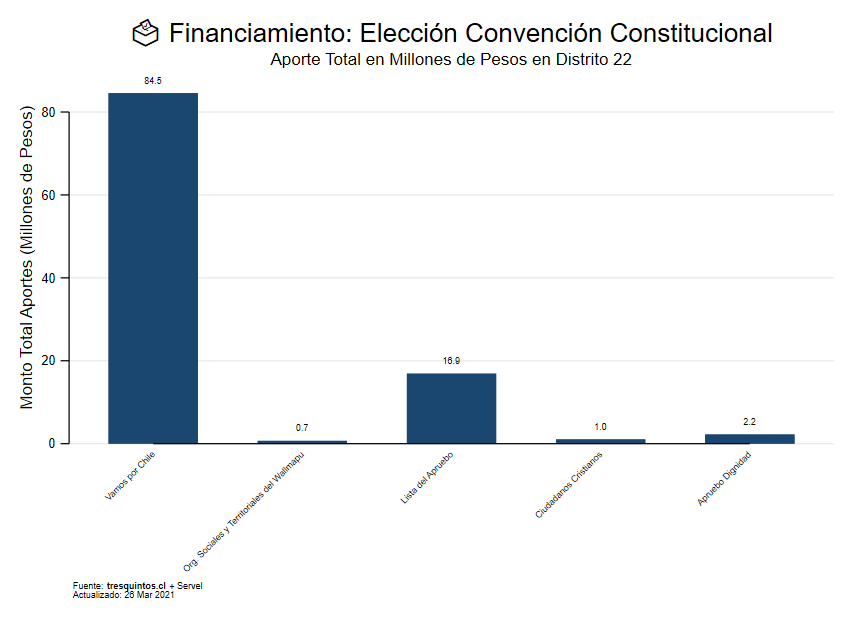 Financiamiento: Elección Convención Constitucional
Aporte Total en Millones de Pesos en Distrito 22
Monto Total Aportes (Millones de Pesos)
80
60
40
20
0
84.5
0.7
16.9
1.0
2.2
Vamos por Chile
Org. Sociales y Territoriales del Wallmapu
Lista del Apruebo
Ciudadanos Cristianos
Apruebo Dignidad
Fuente: tresquintos.cl + Servel
Actualizado: 26 Mar 2021